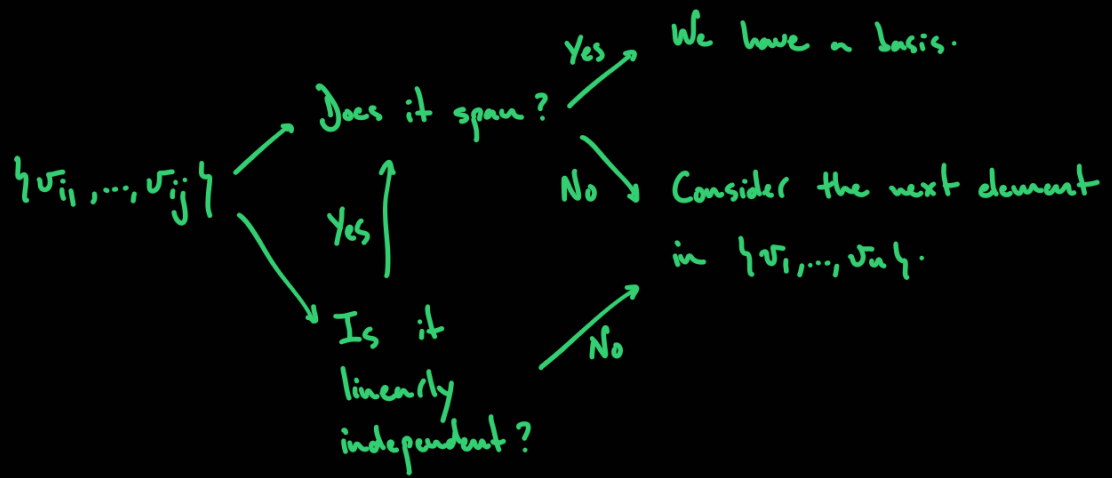 We have a basis.
Yes
Does it span?
{v_{i_1}, ..., v_{i_j}}
No
Consider the next element
Yes
in {v_1, ..., v_n}.
Is it
No
linearly
independent?